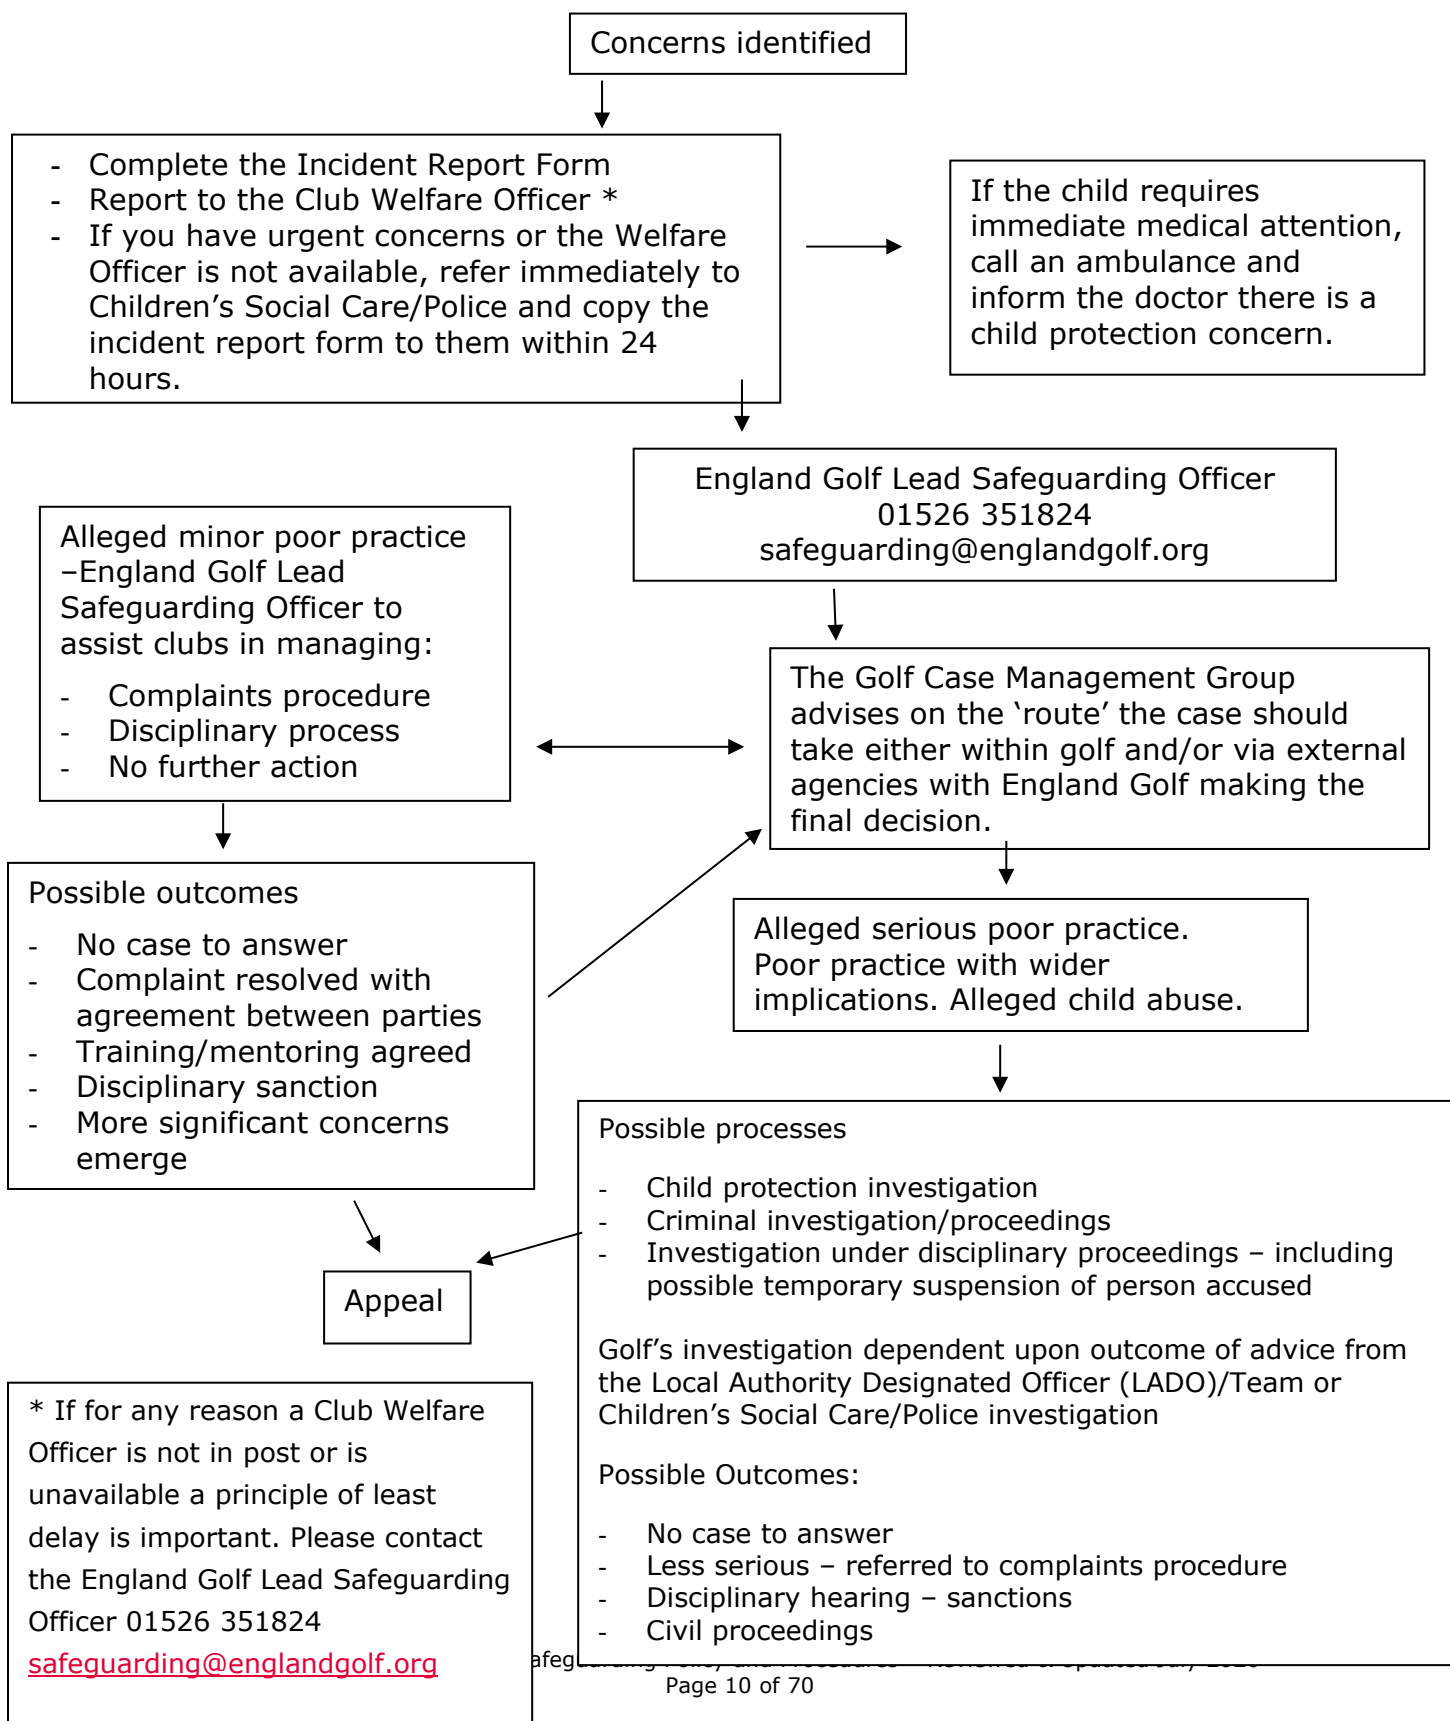 Concerns identified
- Complete the Incident Report Form
- Report to the Club Welfare Officer *
- If you have urgent concerns or the Welfare
Officer is not available, refer immediately to
Children’s Social Care/Police and copy the
incident report form to them within 24
hours.
If the child requires
immediate medical attention,
call an ambulance and
inform the doctor there is a
child protection concern.
England Golf Lead Safeguarding Officer
01526 351824
safeguarding@englandgolf.org
Alleged minor poor practice
–England Golf Lead
Safeguarding Officer to
assist clubs in managing:
- Complaints procedure
- Disciplinary process
- No further action
The Golf Case Management Group
advises on the ‘route’ the case should
take either within golf and/or via external
agencies with England Golf making the
final decision.
Possible outcomes
- No case to answer
- Complaint resolved with
agreement between parties
- Training/mentoring agreed
- Disciplinary sanction
- More significant concerns
emerge
Alleged serious poor practice.
Poor practice with wider
implications. Alleged child abuse.
Possible processes
- Child protection investigation
- Criminal investigation/proceedings
- Investigation under disciplinary proceedings – including
possible temporary suspension of person accused
Golf’s investigation dependent upon outcome of advice from
the Local Authority Designated Officer (LADO)/Team or
Children’s Social Care/Police investigation
Possible Outcomes:
- No case to answer
- Less serious – referred to complaints procedure
- Disciplinary hearing – sanctions
- Civil proceedings
Appeal
* If for any reason a Club Welfare
Officer is not in post or is
unavailable a principle of least
delay is important. Please contact
the England Golf Lead Safeguarding
Officer 01526 351824
safeguarding@englandgolf.org
Page 10 of 70